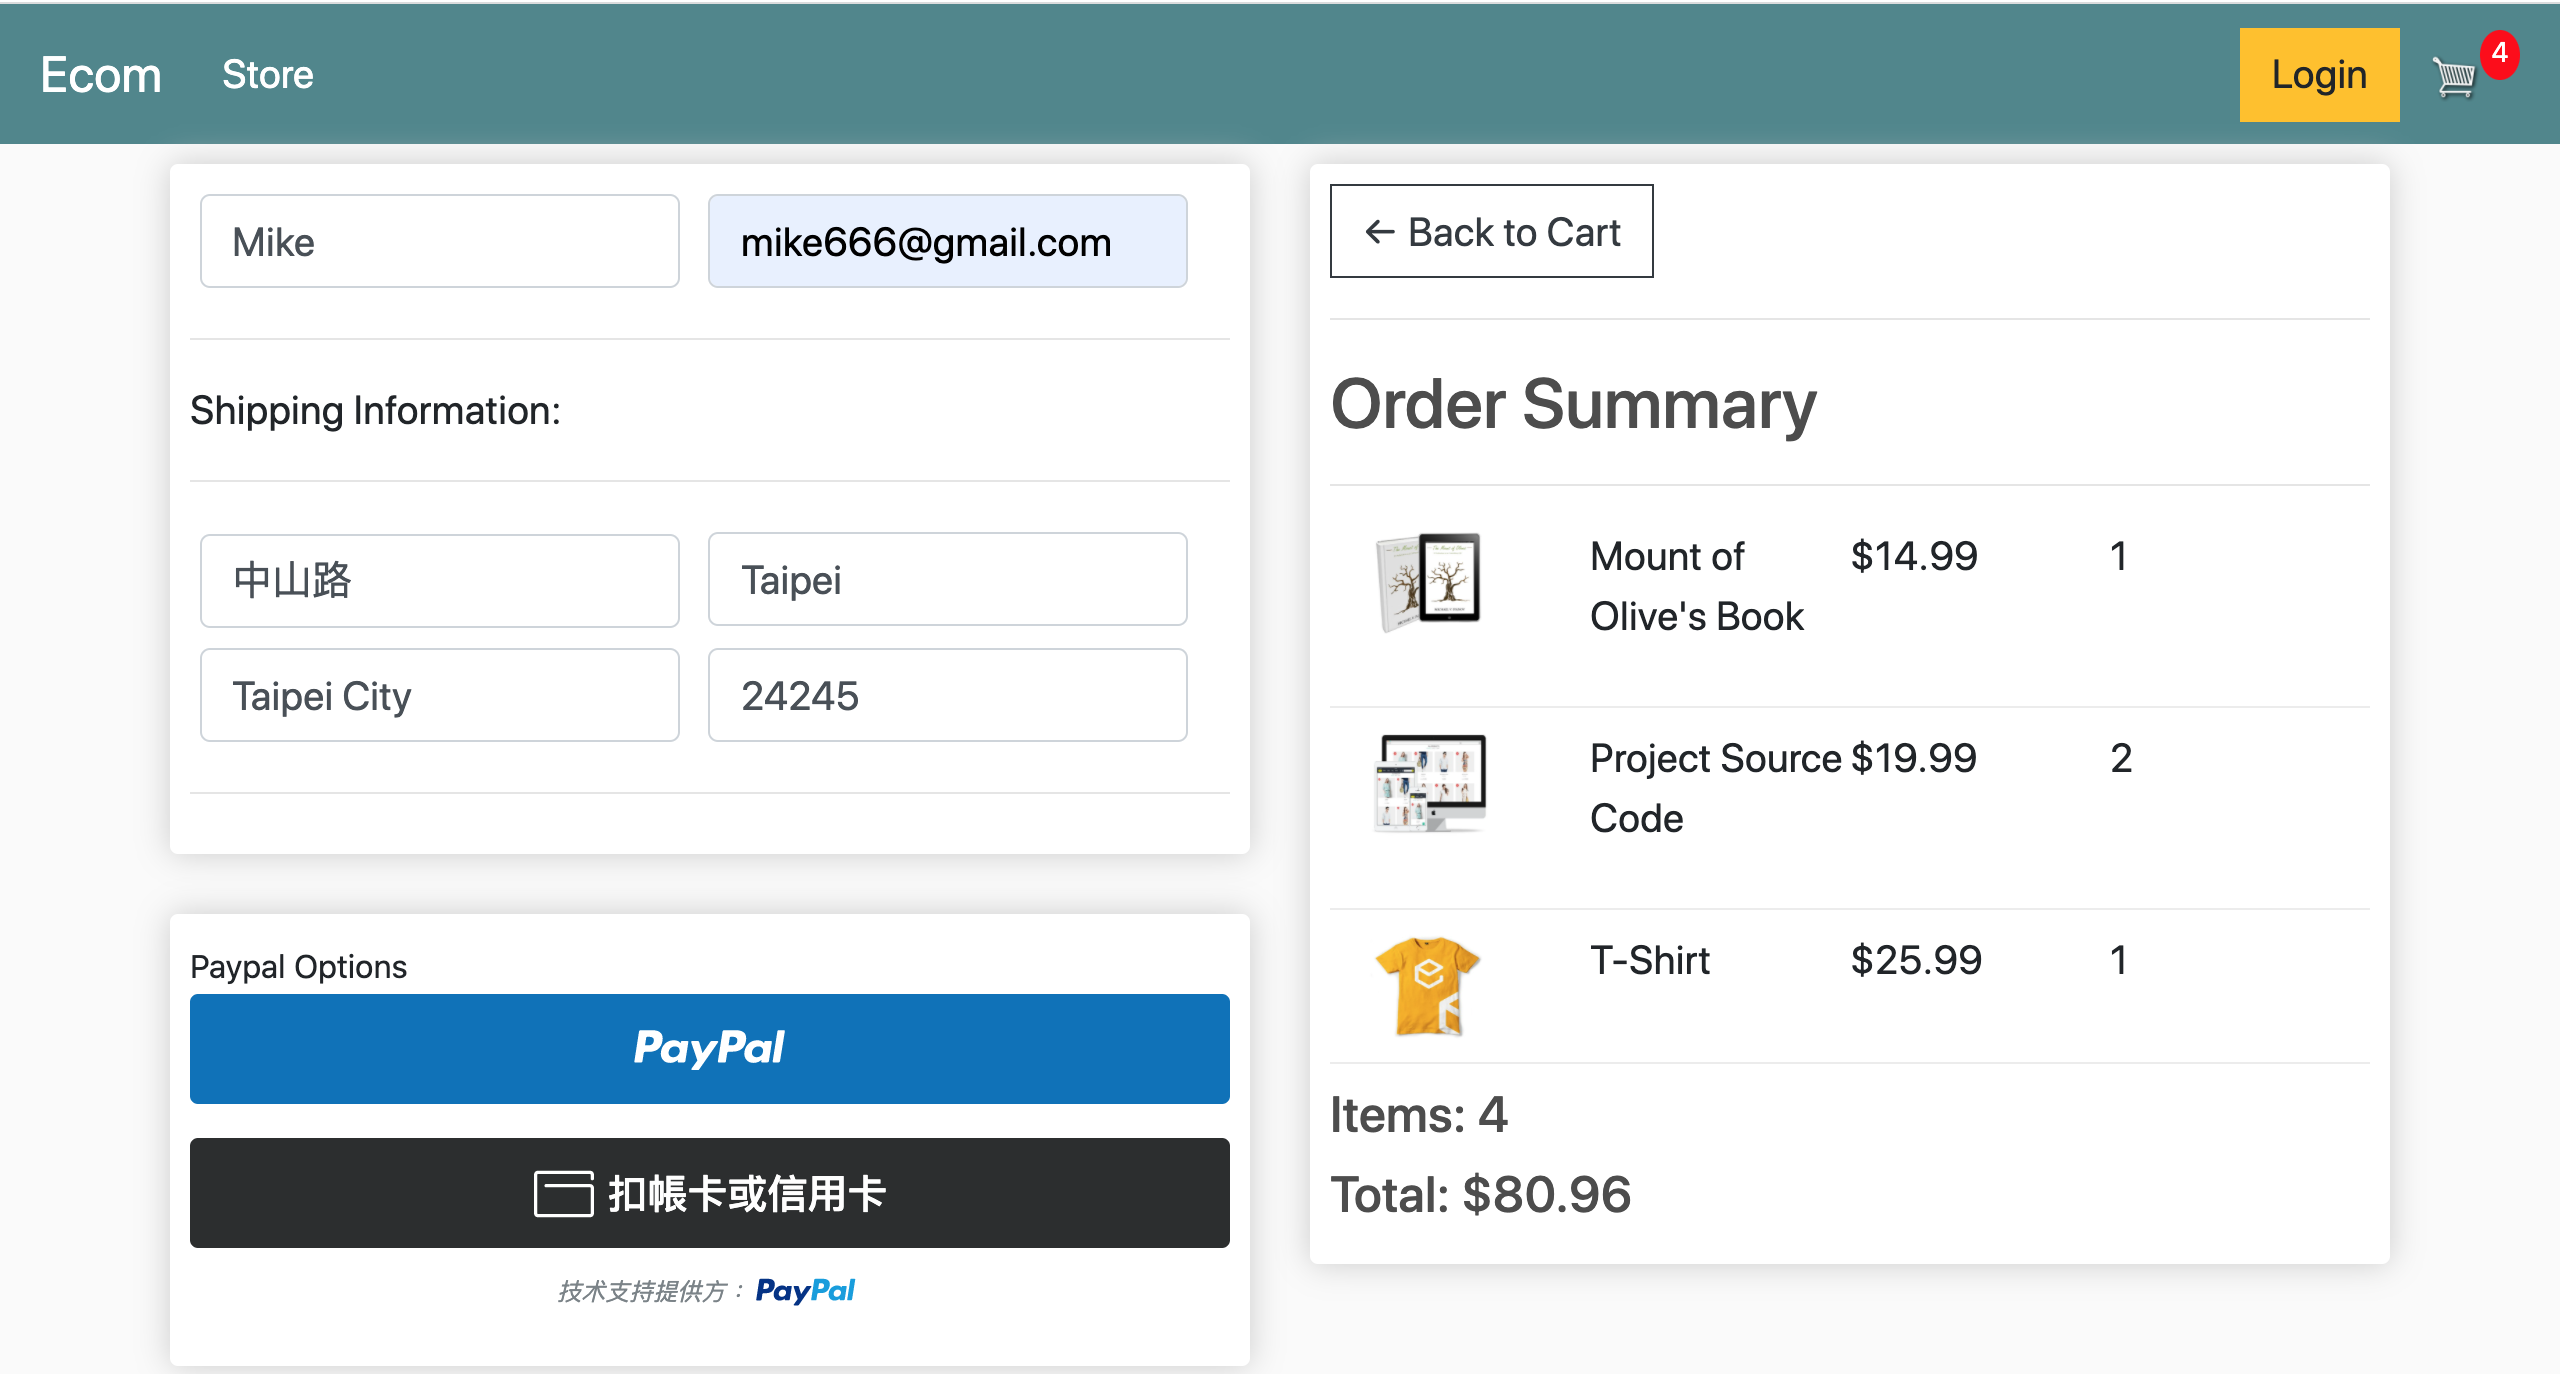 Ecom
Store
Login
4
Mike
mike666@gmail.com
Shipping Information:
中山路
Taipei
Taipei City
24245
Paypal Options
PayPal
扣帳卡或信用卡
技术支持提供方： PayPal
← Back to Cart
Order Summary
Mount of $14.99 1
Olive's Book
Project Source $19.99 2
Code
T-Shirt $25.99 1
Items: 4
Total: $80.96